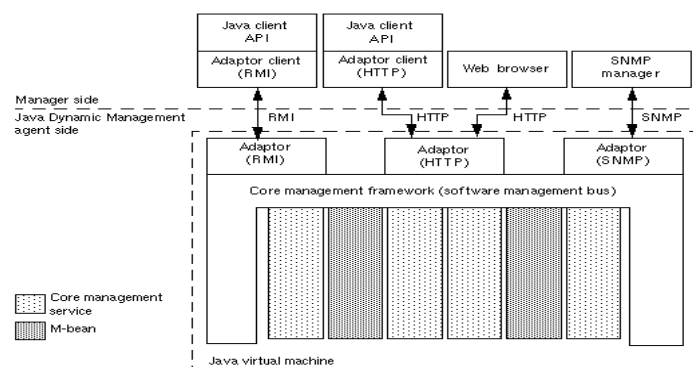 Java client
API
Java client
API
Adaptor client
(RMI)
Adaptor client
(HTTP)
Web browser
SNMP
manager
Manager side
Java Dynamic Management
agent side
RMI
HTTP
HTTP
SNMP
Adaptor
(RMI)
Adaptor
(HTTP)
Adaptor
(SNMP)
Core management framework (software management bus)
Core management
service
M-bean
Java virtual machine